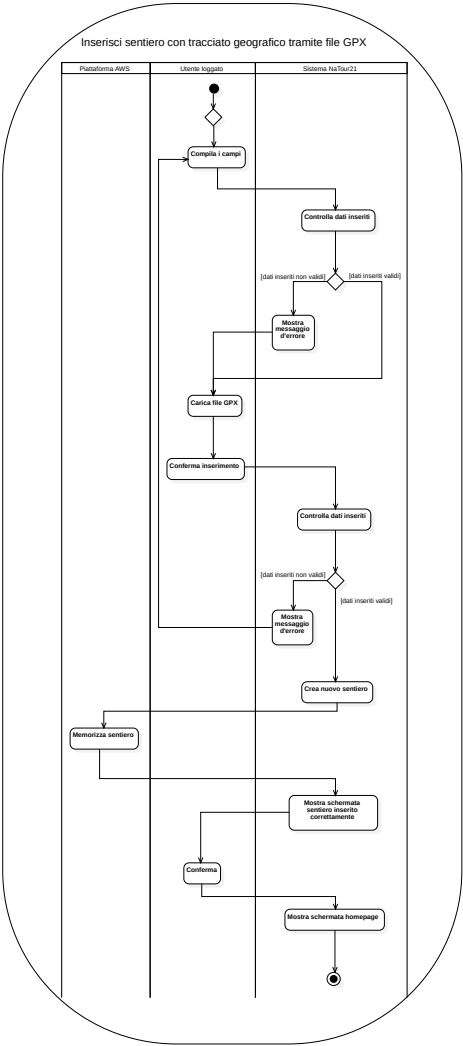 Inserisci sentiero con tracciato geografico tramite file GPX
Piattaforma AWS
Utente loggato
Sistema NaTour21
Compila i campi
Controlla dati inseriti
[dati inseriti non validi]
[dati inseriti validi]
Mostra
messaggio
d'errore
Carica file GPX
Conferma inserimento
Controlla dati inseriti
[dati inseriti non validi]
[dati inseriti validi]
Mostra
messaggio
d'errore
Crea nuovo sentiero
Memorizza sentiero
Mostra schermata
sentiero inserito
correttamente
Conferma
Mostra schermata homepage